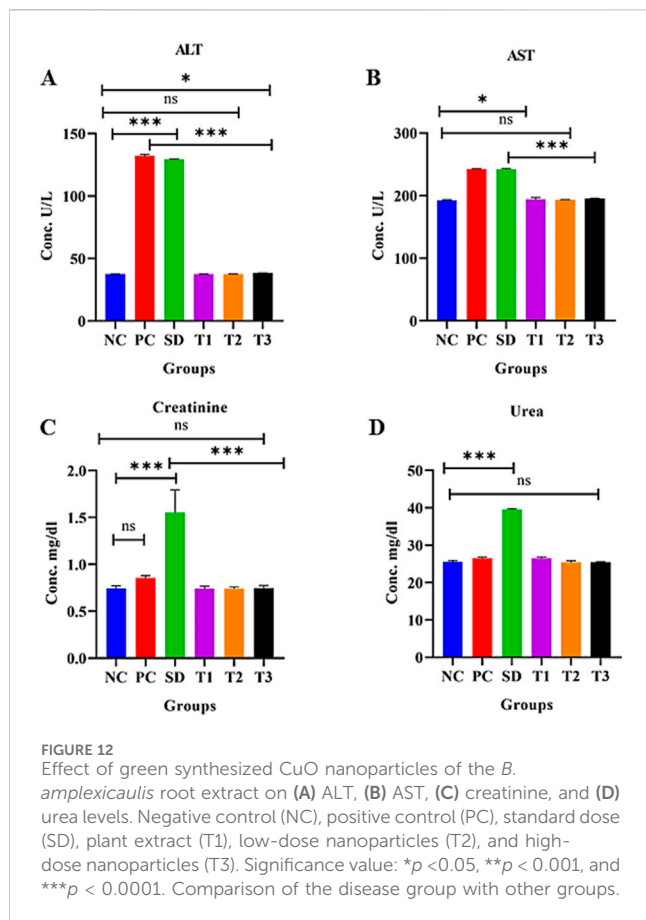 ALT
A
*
ns
***
***
150
100
50
0
Conc. U/L
NC PC SD T1 T2 T3
Groups
AST
B
*
ns
***
300
200
100
0
Conc. U/L
NC PC SD T1 T2 T3
Groups
Creatinine
C
ns
***
***
ns
2.0
1.5
1.0
0.5
0.0
Conc. mg/dl
NC PC SD T1 T2 T3
Groups
Urea
D
***
ns
50
40
30
20
10
0
Conc. mg/dl
NC PC SD T1 T2 T3
Groups
FIGURE 12
Effect of green synthesized CuO nanoparticles of the B.
amplexicaulis root extract on (A) ALT, (B) AST, (C) creatinine, and (D)
urea levels. Negative control (NC), positive control (PC), standard dose
(SD), plant extract (T1), low-dose nanoparticles (T2), and high-
dose nanoparticles (T3). Significance value: *p <0.05, **p < 0.001, and
***p < 0.0001. Comparison of the disease group with other groups.